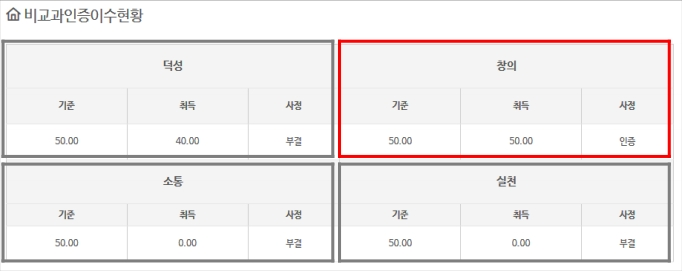 비교과인증이수현황
덕성 창의
기준 취득 사정 기준 취득 사정
50.00 40.00 부결 50.00 50.00 인증
소통 실천
기준 취득 사정 기준 취득 사정
50.00 0.00 부결 50.00 0.00 부결